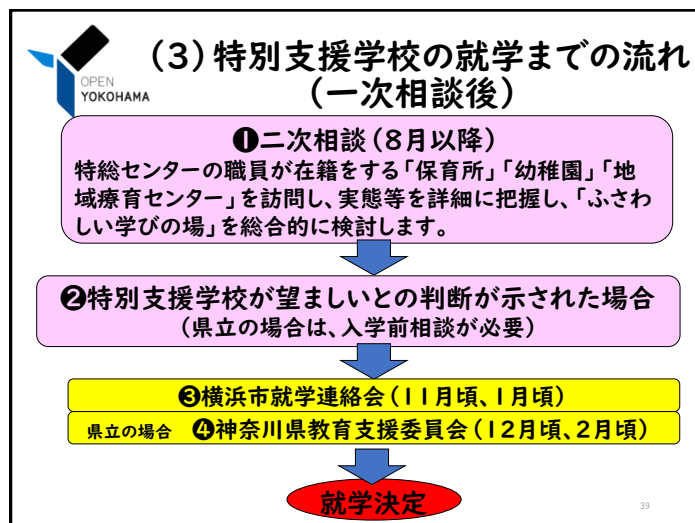 OPEN
YOKOHAMA
(3)特別支援学校の就学までの流れ
(一次相談後)
❶二次相談(8月以降)
特総センターの職員が在籍をする「保育所」「幼稚園」「地
域療育センター」を訪問し、実態等を詳細に把握し、「ふさわ
しい学びの場」を総合的に検討します。
❷特別支援学校が望ましいとの判断が示された場合
(県立の場合は、入学前相談が必要)
❸横浜市就学連絡会(11月頃、1月頃)
県立の場合 ❹神奈川県教育支援委員会(12月頃、2月頃)
就学決定
39